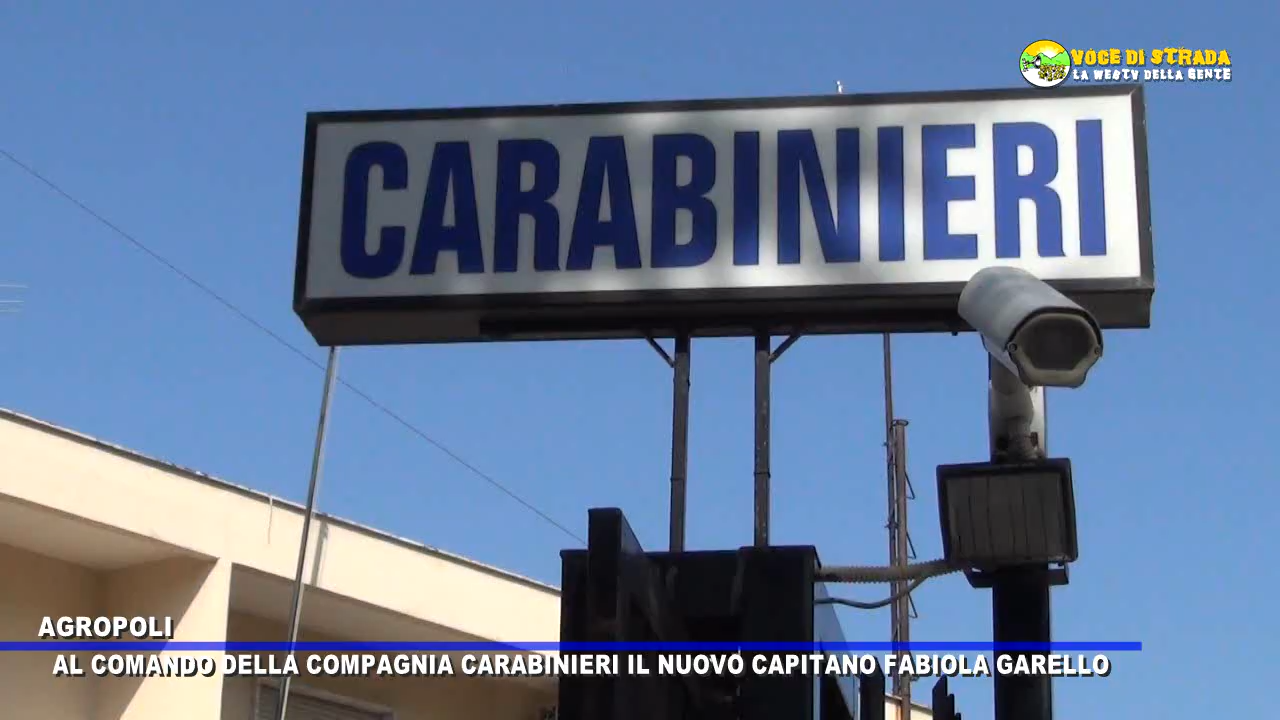 VOCE DI STRADA
LA WEBTV DELLA GENTE
CARABINIERI
AGROPOLI
AL COMANDO DELLA COMPAGNIA CARABINIERI IL NUOVO CAPITANO FABIOLA GARELLO